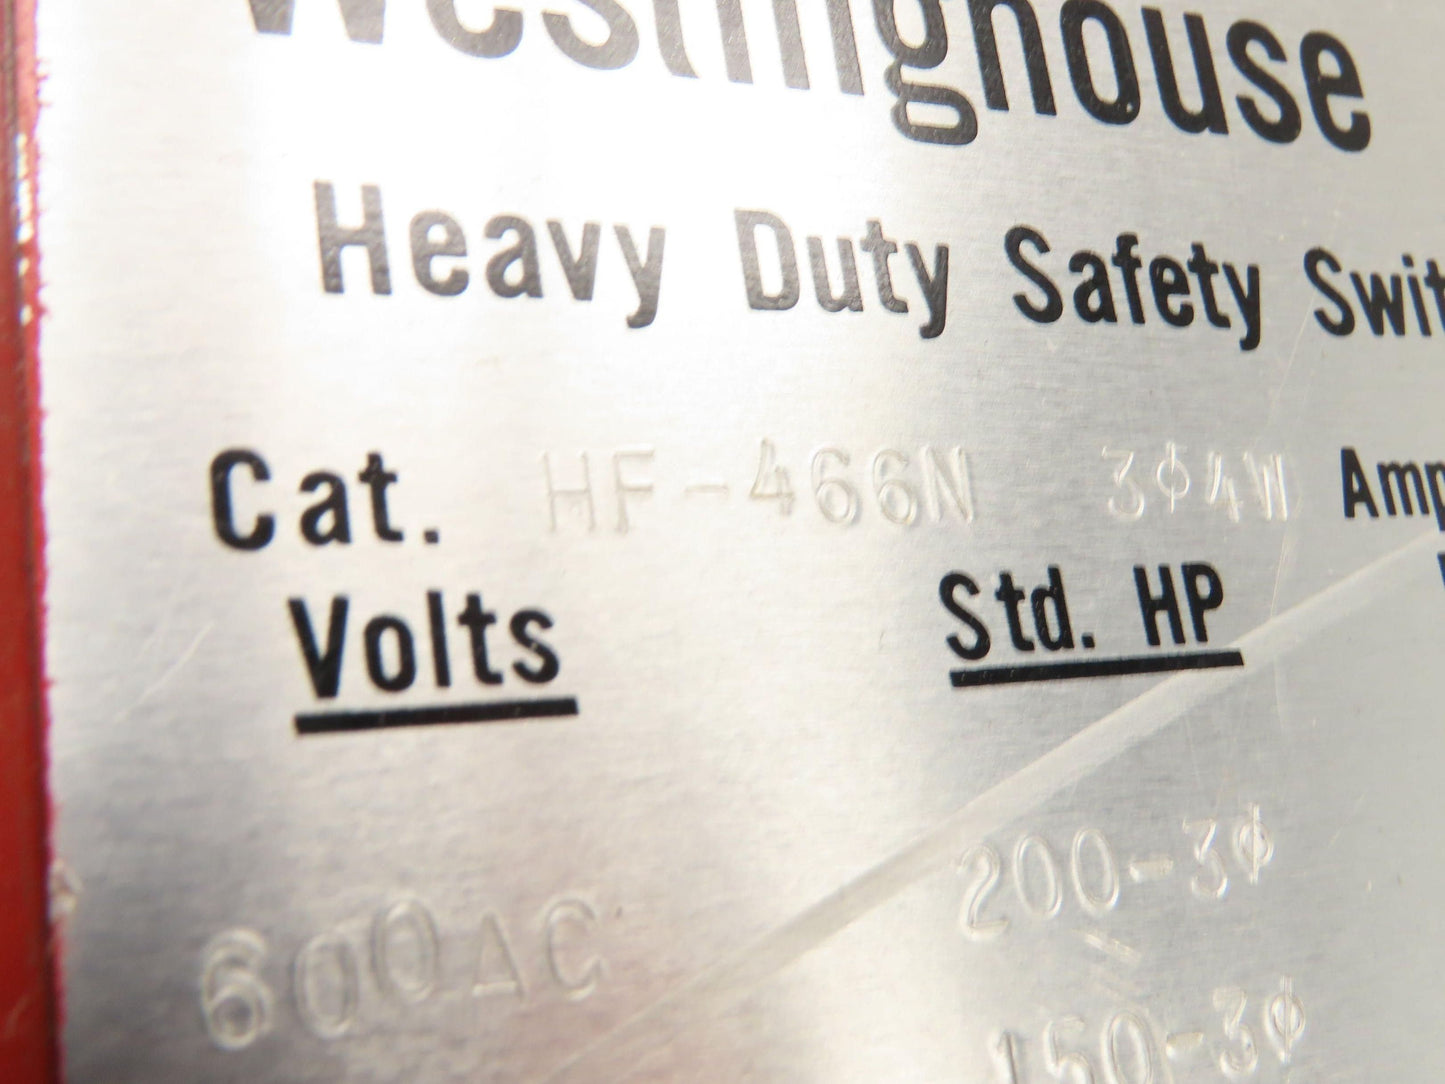 Westinghouse
Heavy Duty Safety Swit
Cat. HF-466N 3φ4W Amp
Volts Std. HP
600AC 200-3φ
150-3φ